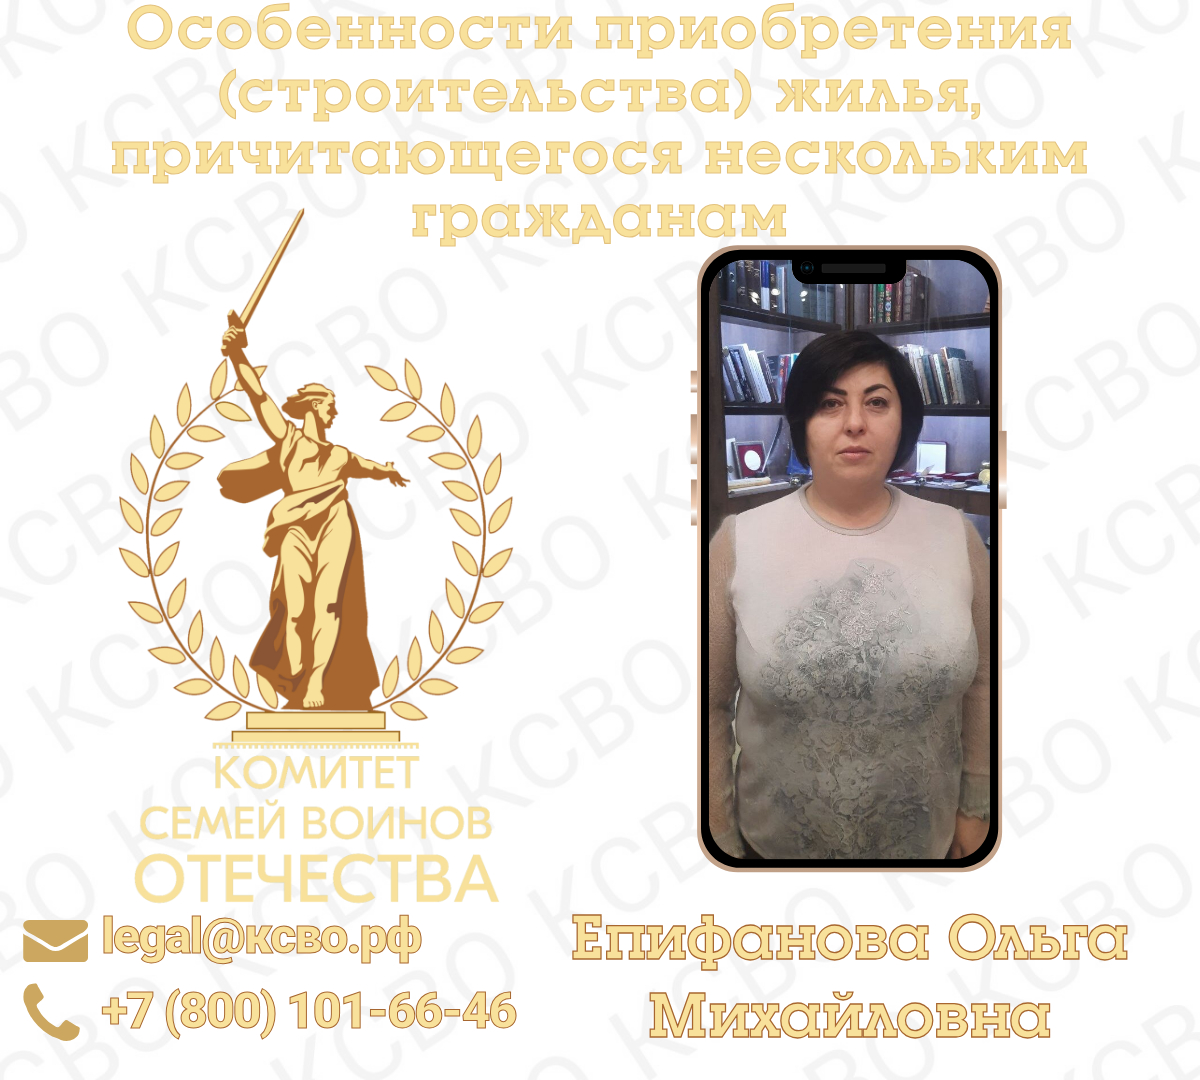 Особенности приобретения
(строительства) жилья,
причитающегося нескольким
гражданам
КОМИТЕТ
СЕМЕЙ ВОИНОВ
ОТЕЧЕСТВА
legal@ксво.рф
+7 (800) 101-66-46
Епифанова Ольга
Михайловна
КСВО